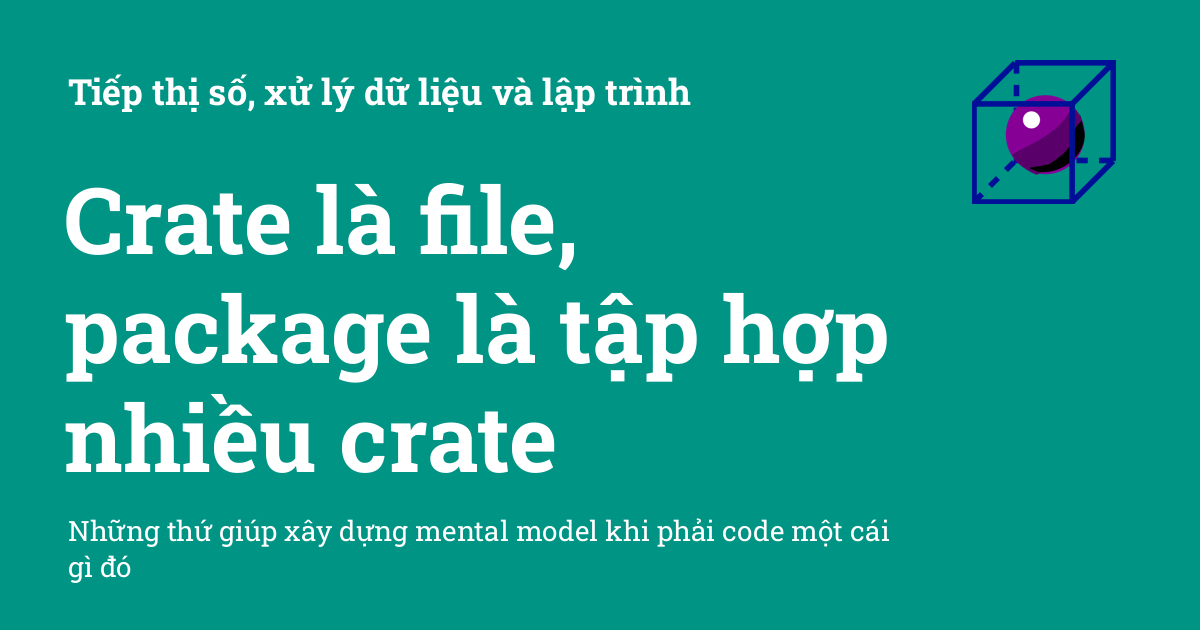 Tiếp thị số, xử lý dữ liệu và lập trình
Crate là file,
package là tập hợp
nhiều crate
Những thứ giúp xây dựng mental model khi phải code một cái
gì đó